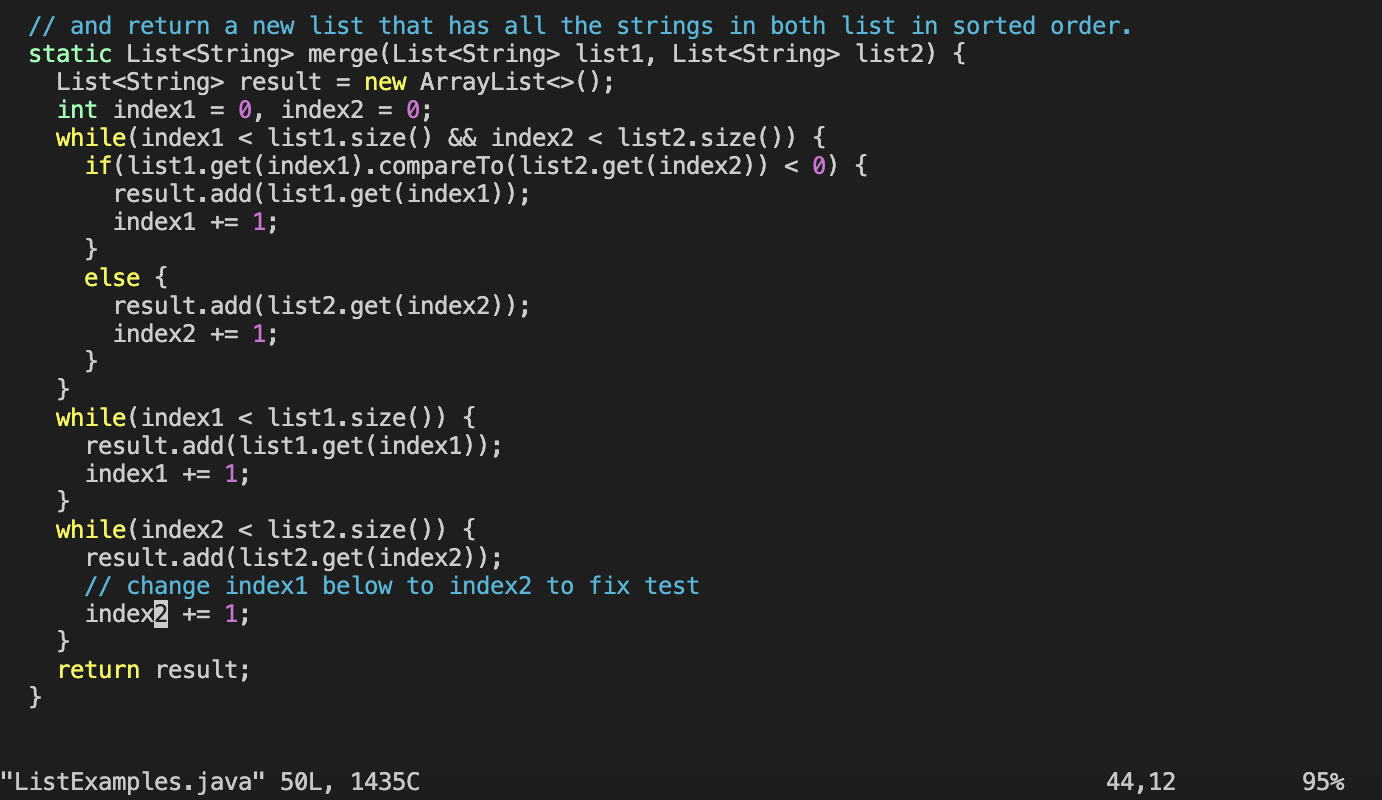 // and return a new list that has all the strings in both list in sorted order.
static List<String> merge(List<String> list1, List<String> list2) {
List<String> result = new ArrayList<>();
int index1 = 0, index2 = 0;
while(index1 < list1.size() && index2 < list2.size()) {
if(list1.get(index1).compareTo(list2.get(index2)) < 0) {
result.add(list1.get(index1));
index1 += 1;
}
else {
result.add(list2.get(index2));
index2 += 1;
}
}
while(index1 < list1.size()) {
result.add(list1.get(index1));
index1 += 1;
}
while(index2 < list2.size()) {
result.add(list2.get(index2));
// change index1 below to index2 to fix test
index2 += 1;
}
return result;
}
"ListExamples.java" 50L, 1435C 44,12 95%